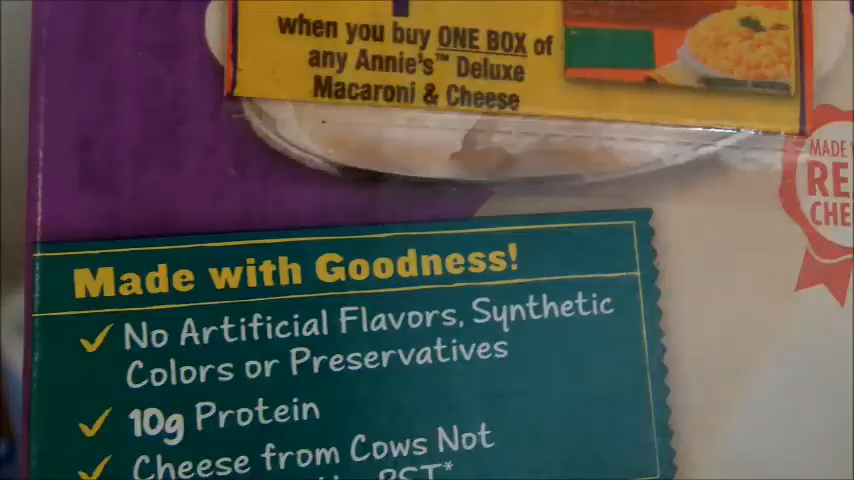 when you buy ONE BOX of
any Annie's™ Deluxe
Macaroni & Cheese
MADE
RE
CHE
Made with Goodness!
No Artificial Flavors, Synthetic
Colors or Preservatives
10g Protein
Cheese from Cows Not
rBST*